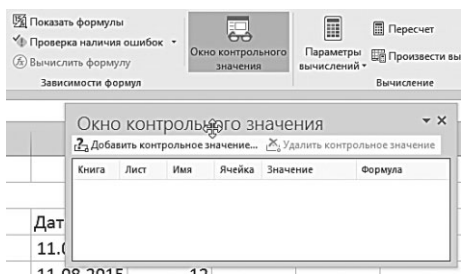 Показать формулы
Проверка наличия ошибок
Вычислить формулу
Зависимости формул
Окно контрольного
значения
Параметры
вычислений
Пересчет
Произвести вы
Вычисление
Окно контрольного значения
Добавить контрольное значение...
Удалить контрольное значение
Книга Лист Имя Ячейка Значение Формула
Дат
11.0
11.08.2015 12